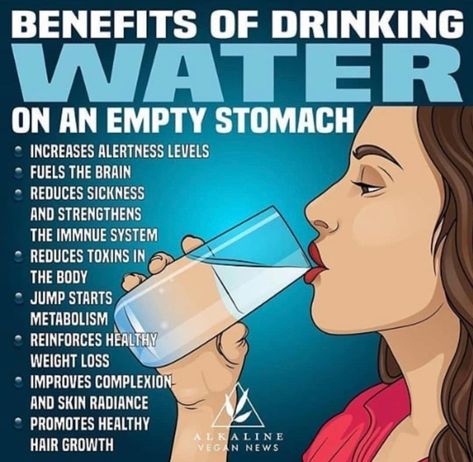 BENEFITS OF DRINKING
WATER
ON AN EMPTY STOMACH
• INCREASES ALERTNESS LEVELS
• FUELS THE BRAIN
• REDUCES SICKNESS
AND STRENGTHENS
THE IMMNUE SYSTEM
• REDUCES TOXINS IN
THE BODY
• JUMP STARTS
METABOLISM
• REINFORCES HEALTHY
WEIGHT LOSS
• IMPROVES COMPLEXION
AND SKIN RADIANCE
• PROMOTES HEALTHY
HAIR GROWTH
ALKALINE
VEGAN NEWS